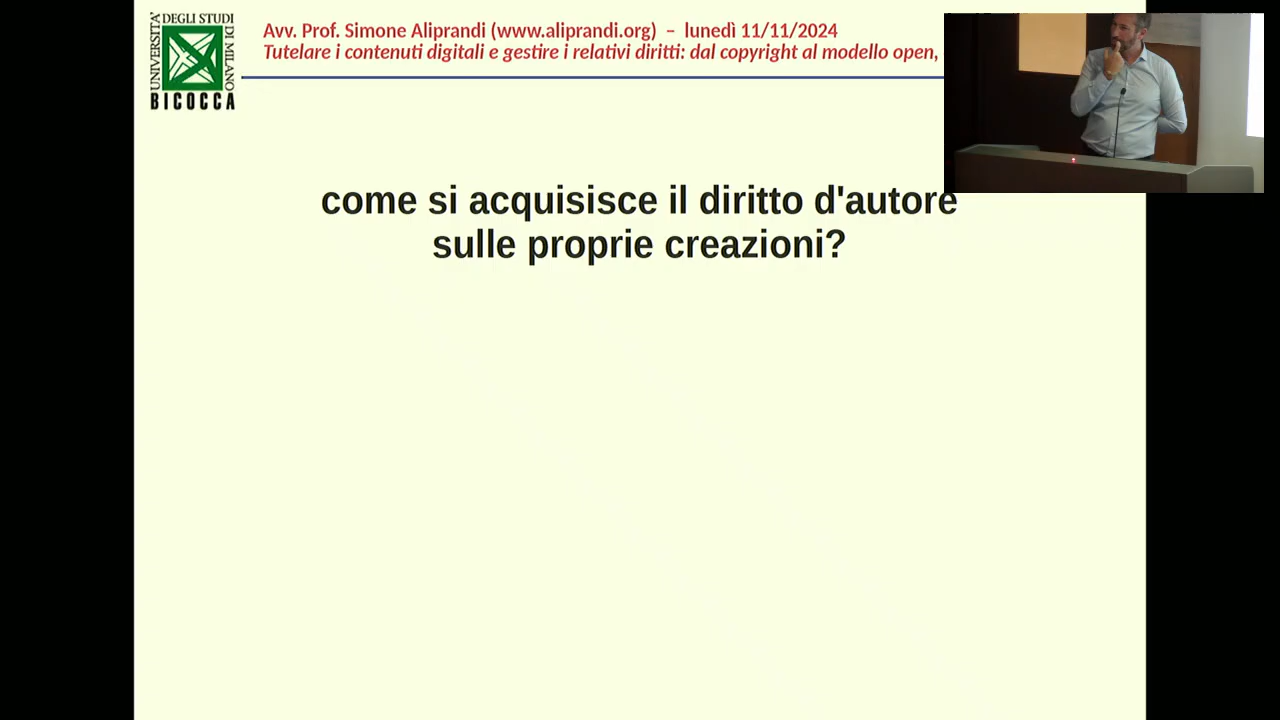 UNIVERSITA' DEGLI STUDI DI MILANO
BICOCCA
Avv. Prof. Simone Aliprandi (www.aliprandi.org) – lunedì 11/11/2024
Tutelare i contenuti digitali e gestire i relativi diritti: dal copyright al modello open,
come si acquisisce il diritto d'autore
sulle proprie creazioni?